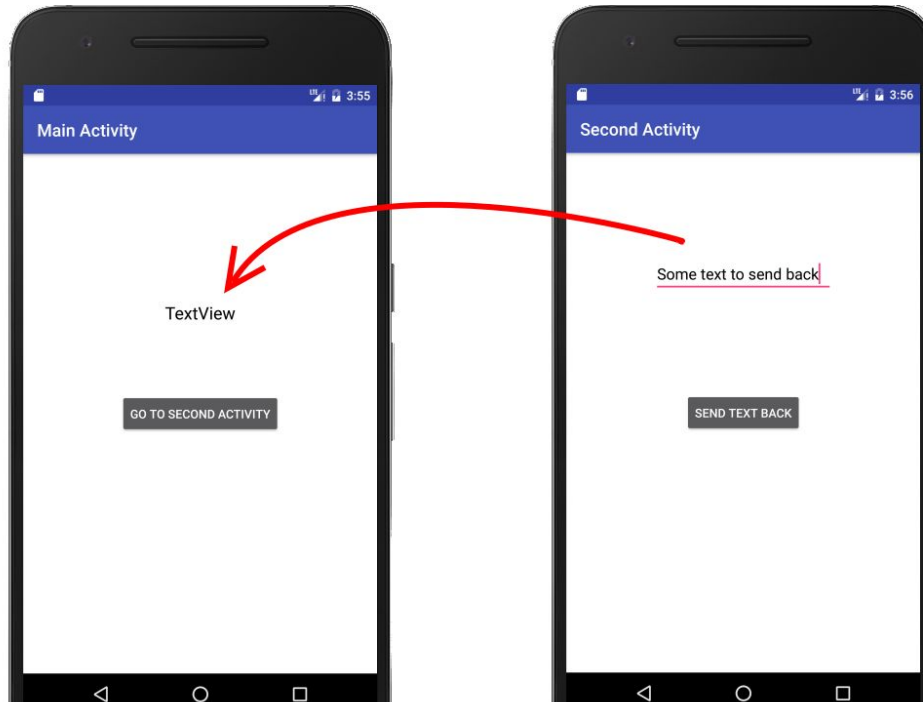 3:55
Main Activity
TextView
GO TO SECOND ACTIVITY
3:56
Second Activity
Some text to send back
SEND TEXT BACK